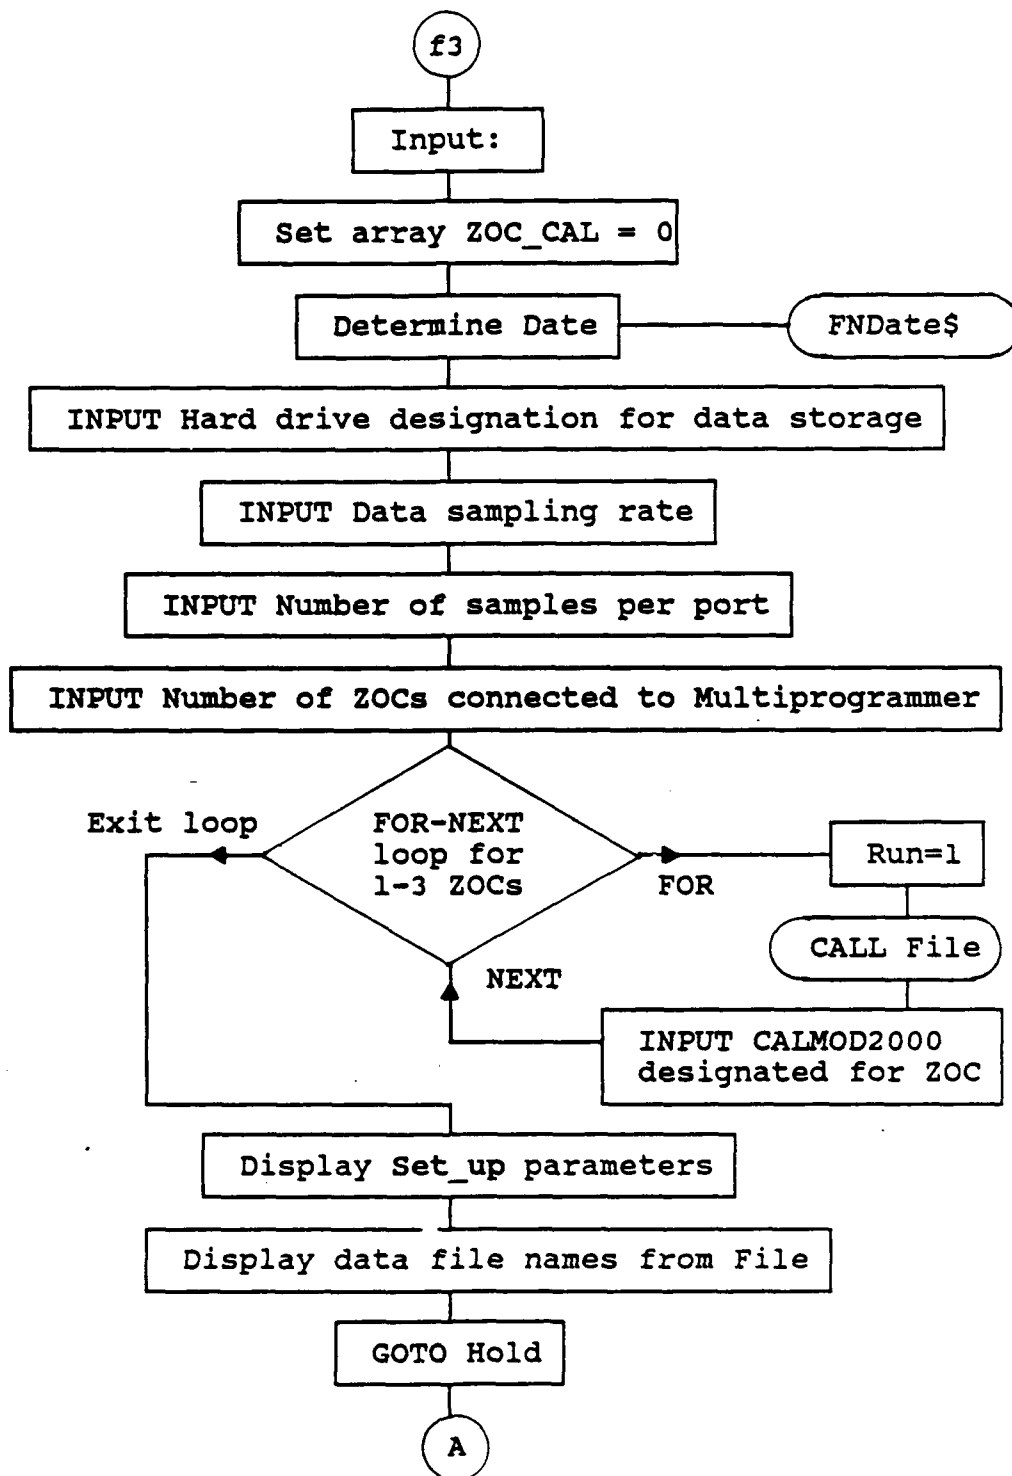 f3
Input:
Set array ZOC_CAL = 0
Determine Date
FNDate$
INPUT Hard drive designation for data storage
INPUT Data sampling rate
INPUT Number of samples per port
INPUT Number of ZOCs connected to Multiprogrammer
Exit loop
FOR-NEXT
loop for
1-3 ZOCs
FOR
Run=1
CALL File
NEXT
INPUT CALMOD2000
designated for ZOC
Display Set_up parameters
Display data file names from File
GOTO Hold
A